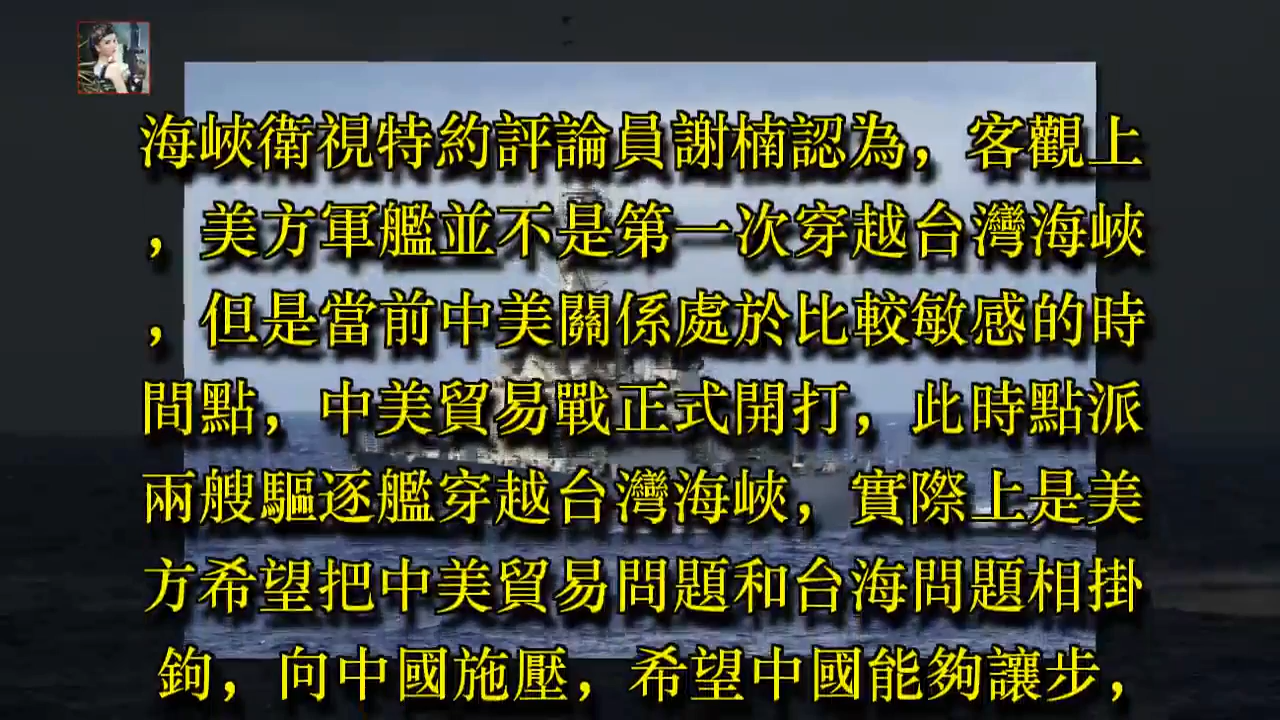 海峽衛視特約評論員謝楠認為，客觀上
，美方軍艦並不是第一次穿越台灣海峽
，但是當前中美關係處於比較敏感的時
間點，中美貿易戰正式開打，此時點派
兩艘驅逐艦穿越台灣海峽，實際上是美
方希望把中美貿易問題和台海問題相掛
鉤，向中國施壓，希望中國能夠讓步，